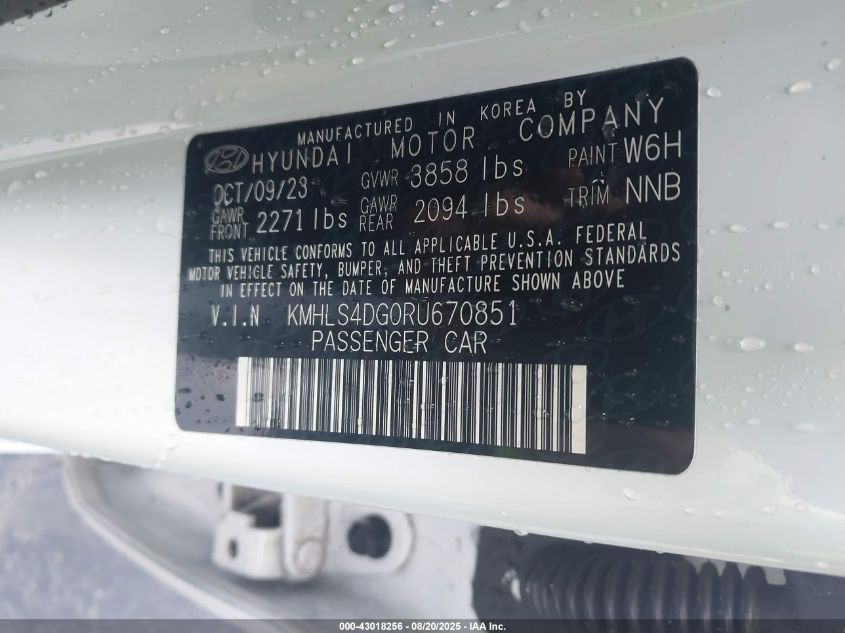 MANUFACTURED IN KOREA BY
HYUNDAI MOTOR COMPANY
OCT/09/23 GVWR 3858 lbs PAINT W6H
GAWR FRONT 2271 lbs GAWR REAR 2094 lbs TRIM NNB
THIS VEHICLE CONFORMS TO ALL APPLICABLE U.S.A. FEDERAL
MOTOR VEHICLE SAFETY, BUMPER, AND THEFT PREVENTION STANDARDS
IN EFFECT ON THE DATE OF MANUFACTURE SHOWN ABOVE
V.I.N KMHLS4DG0RU670851
PASSENGER CAR
000-43018256 - 08/20/2025 - IAA Inc.